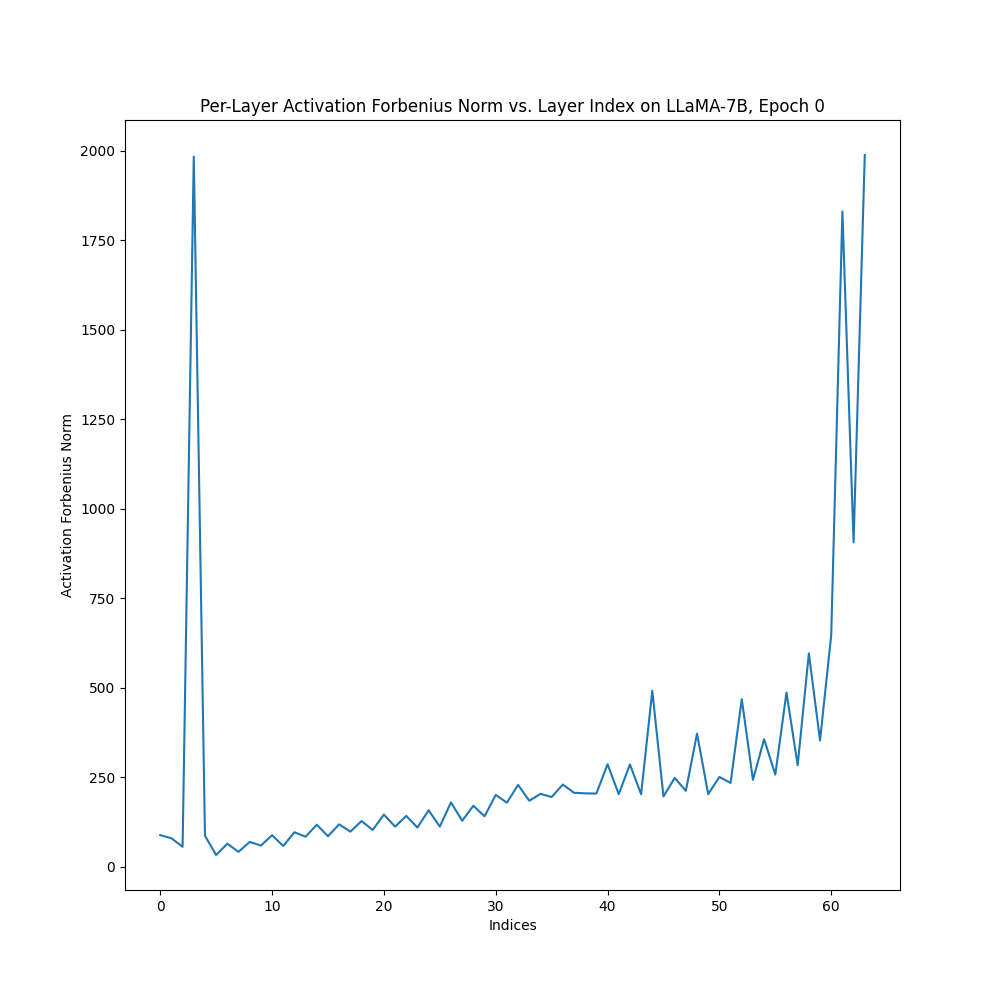 Per-Layer Activation Forbenius Norm vs. Layer Index on LLaMA-7B, Epoch 0
Activation Forbenius Norm
2000
1750
1500
1250
1000
750
500
250
0
0 10 20 30 40 50 60
Indices